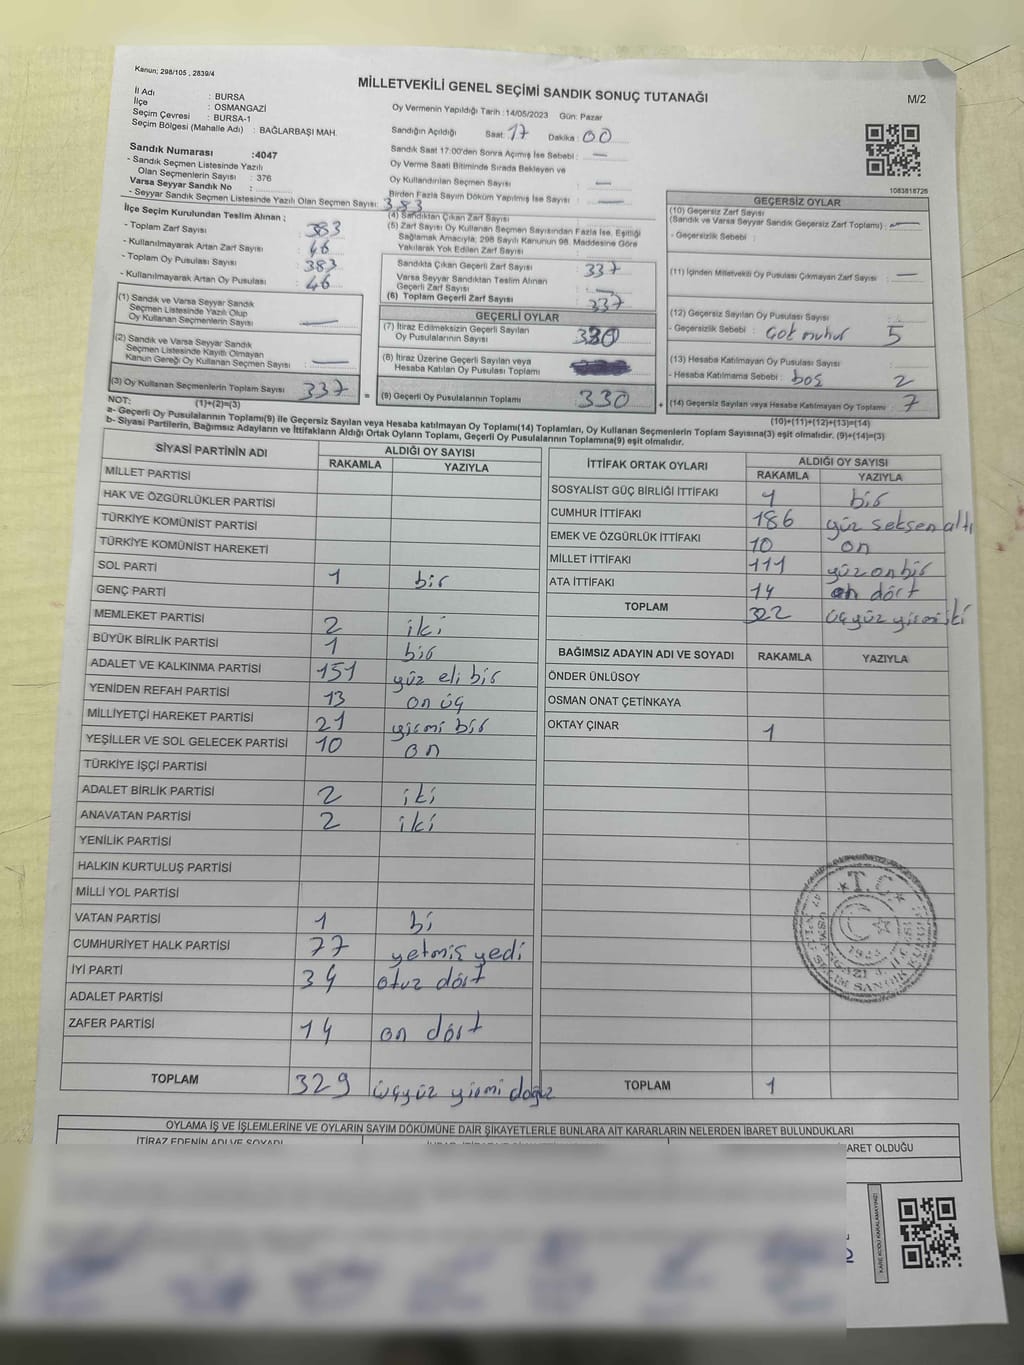 Kanun; 298/105 , 2839/4
MİLLETVEKİLİ GENEL SEÇİMİ SANDIK SONUÇ TUTANAĞI
M/2
İl Adı : BURSA
İlçe : OSMANGAZİ
Seçim Çevresi : BURSA-1
Seçim Bölgesi (Mahalle Adı) : BAĞLARBAŞI MAH.
Oy Vermenin Yapıldığı Tarih :14/05/2023 Gün: Pazar
Sandığın Açıldığı Saat: 17 Dakika: 00
Sandık Saat 17:00'den Sonra Açımış İse Sebebi : —
Oy Verme Saati Bitiminde Sırada Bekleyen ve
Oy Kullandırılan Seçmen Sayısı : —
Birden Fazla Sayım Döküm Yapılmış İse Sayısı : —
Sandık Numarası :4047
- Sandık Seçmen Listesinde Yazılı
Olan Seçmenlerin Sayısı : 376
Varsa Seyyar Sandık No :
- Seyyar Sandık Seçmen Listesinde Yazılı Olan Seçmen Sayısı: 383
1083818725
İlçe Seçim Kurulundan Teslim Alınan ;
- Toplam Zarf Sayısı : 383
- Kullanılmayarak Artan Zarf Sayısı : 46
- Toplam Oy Pusulası Sayısı : 383
- Kullanılmayarak Artan Oy Pusulası : 46
(1) Sandık ve Varsa Seyyar Sandık
Seçmen Listesinde Yazılı Olup
Oy Kullanan Seçmenlerin Sayısı : —
(2) Sandık ve Varsa Seyyar Sandık
Seçmen Listesinde Kayıtlı Olmayan
Kanun Gereği Oy Kullanan Seçmen Sayısı : —
(3) Oy Kullanan Seçmenlerin Toplam Sayısı 337
(1)+(2)=(3)
(4) Sandıktan Çıkan Zarf Sayısı :
(5) Zarf Sayısı Oy Kullanan Seçmen Sayısından Fazla İse, Eşitliği
Sağlamak Amacıyla; 298 Sayılı Kanunun 98. Maddesine Göre
Yakılarak Yok Edilen Zarf Sayısı :
Sandıkta Çıkan Geçerli Zarf Sayısı : 337
Varsa Seyyar Sandıktan Teslim Alınan
Geçerli Zarf Sayısı : —
(6) Toplam Geçerli Zarf Sayısı : 337
GEÇERLİ OYLAR
(7) İtiraz Edilmeksizin Geçerli Sayılan
Oy Pusulalarının Sayısı : 330
(8) İtiraz Üzerine Geçerli Sayılan veya
Hesaba Katılan Oy Pusulası Toplamı :
= (9) Geçerli Oy Pusulalarının Toplamı : 330 +
GEÇERSİZ OYLAR
(10) Geçersiz Zarf Sayısı
(Sandık ve Varsa Seyyar Sandık Geçersiz Zarf Toplamı) : —
- Geçersizlik Sebebi :
(11) İçinden Milletvekili Oy Pusulası Çıkmayan Zarf Sayısı : —
(12) Geçersiz Sayılan Oy Pusulası Sayısı :
- Geçersizlik Sebebi : Çok muhur 5
(13) Hesaba Katılmayan Oy Pusulası Sayısı :
- Hesaba Katılmama Sebebi : boş 2
(14) Geçersiz Sayılan veya Hesaba Katılmayan Oy Toplamı : 7
(10)+(11)+(12)+(13)=(14)
NOT:
a- Geçerli Oy Pusulalarının Toplamı(9) ile Geçersiz Sayılan veya Hesaba katılmayan Oy Toplamı(14) Toplamları, Oy Kullanan Seçmenlerin Toplam Sayısına(3) eşit olmalıdır. (9)+(14)=(3)
b- Siyasi Partilerin, Bağımsız Adayların ve İttifakların Aldığı Ortak Oyların Toplamı, Geçerli Oy Pusulalarının Toplamına(9) eşit olmalıdır.
SİYASİ PARTİNİN ADI ALDIĞI OY SAYISI
RAKAMLA YAZIYLA
MİLLET PARTİSİ
HAK VE ÖZGÜRLÜKLER PARTİSİ
TÜRKİYE KOMÜNİST PARTİSİ
TÜRKİYE KOMÜNİST HAREKETİ
SOL PARTİ 1 bir
GENÇ PARTİ
MEMLEKET PARTİSİ 2 iki
BÜYÜK BİRLİK PARTİSİ 1 bir
ADALET VE KALKINMA PARTİSİ 151 yüz eli bir
YENİDEN REFAH PARTİSİ 13 on üç
MİLLİYETÇİ HAREKET PARTİSİ 21 yirmi bir
YEŞİLLER VE SOL GELECEK PARTİSİ 10 on
TÜRKİYE İŞÇİ PARTİSİ
ADALET BİRLİK PARTİSİ 2 iki
ANAVATAN PARTİSİ 2 iki
YENİLİK PARTİSİ
HALKIN KURTULUŞ PARTİSİ
MİLLİ YOL PARTİSİ
VATAN PARTİSİ 1 bi
CUMHURİYET HALK PARTİSİ 77 yetmiş yedi
İYİ PARTİ 34 otuz dört
ADALET PARTİSİ
ZAFER PARTİSİ 14 on dört
TOPLAM 329 üçyüz yirmi doğuz
İTTİFAK ORTAK OYLARI ALDIĞI OY SAYISI
RAKAMLA YAZIYLA
SOSYALİST GÜÇ BİRLİĞİ İTTİFAKI 1 bir
CUMHUR İTTİFAKI 186 yüz seksen altı
EMEK VE ÖZGÜRLÜK İTTİFAKI 10 on
MİLLET İTTİFAKI 111 yüz on bir
ATA İTTİFAKI 14 on dört
TOPLAM 322 üçyüz yirmi iki
BAĞIMSIZ ADAYIN ADI VE SOYADI RAKAMLA YAZIYLA
ÖNDER ÜNLÜSOY
OSMAN ONAT ÇETİNKAYA
OKTAY ÇINAR 1
T.C.
TOPLAM 1
OYLAMA İŞ VE İŞLEMLERİNE VE OYLARIN SAYIM DÖKÜMÜNE DAİR ŞİKAYETLERLE BUNLARA AİT KARARLARIN NELERDEN İBARET BULUNDUKLARI
İTİRAZ EDENİN ADI VE SOYADI
BARET OLDUĞU
KARE KODU KARALAMAYINIZ!